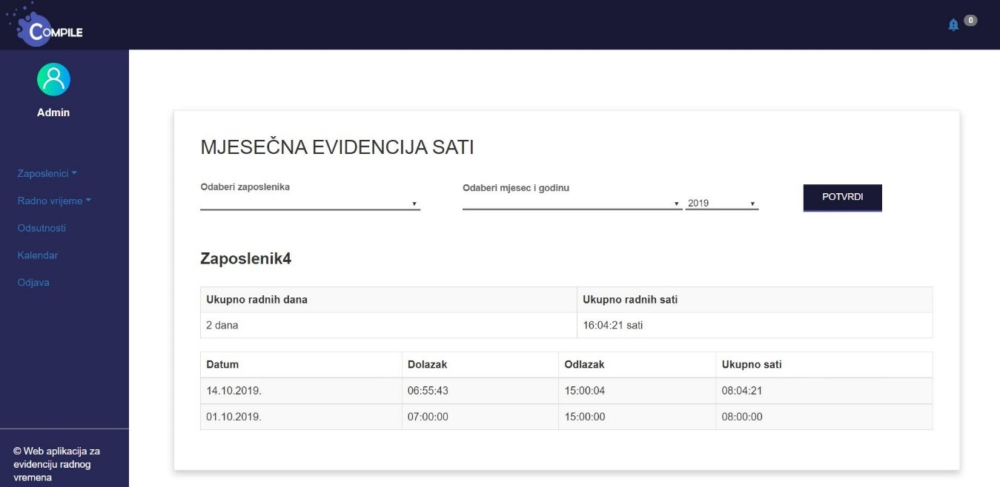 COMPILE
0
Admin
Zaposlenici
Radno vrijeme
Odsutnosti
Kalendar
Odjava
© Web aplikacija za
evidenciju radnog
vremena
MJESEČNA EVIDENCIJA SATI
Odaberi zaposlenika
Odaberi mjesec i godinu
2019
POTVRDI
Zaposlenik4
Ukupno radnih dana Ukupno radnih sati
2 dana 16:04:21 sati
Datum Dolazak Odlazak Ukupno sati
14.10.2019. 06:55:43 15:00:04 08:04:21
01.10.2019. 07:00:00 15:00:00 08:00:00